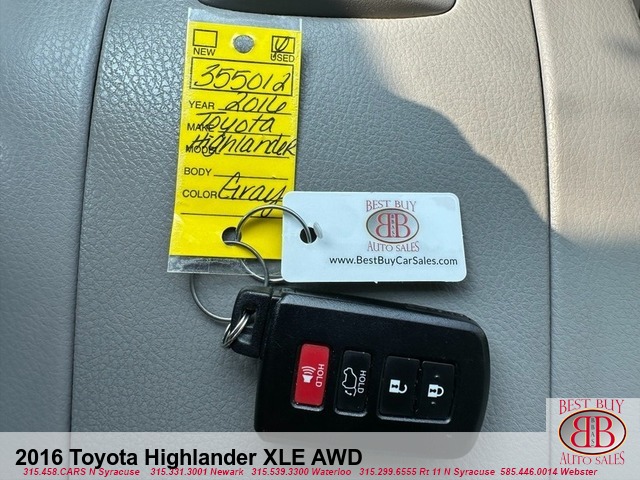 NEW
USED
355012
YEAR 2016
MAKE Toyota
MODEL Highlander
BODY
COLOR Gray
BEST BUY
BB
AUTO SALES
www.BestBuyCarSales.com
HOLD
HOLD
BEST BUY
BB
AUTO SALES
2016 Toyota Highlander XLE AWD
315.458.CARS N Syracuse 315.331.3001 Newark 315.539.3300 Waterloo 315.299.6555 Rt 11 N Syracuse 585.446.0014 Webster